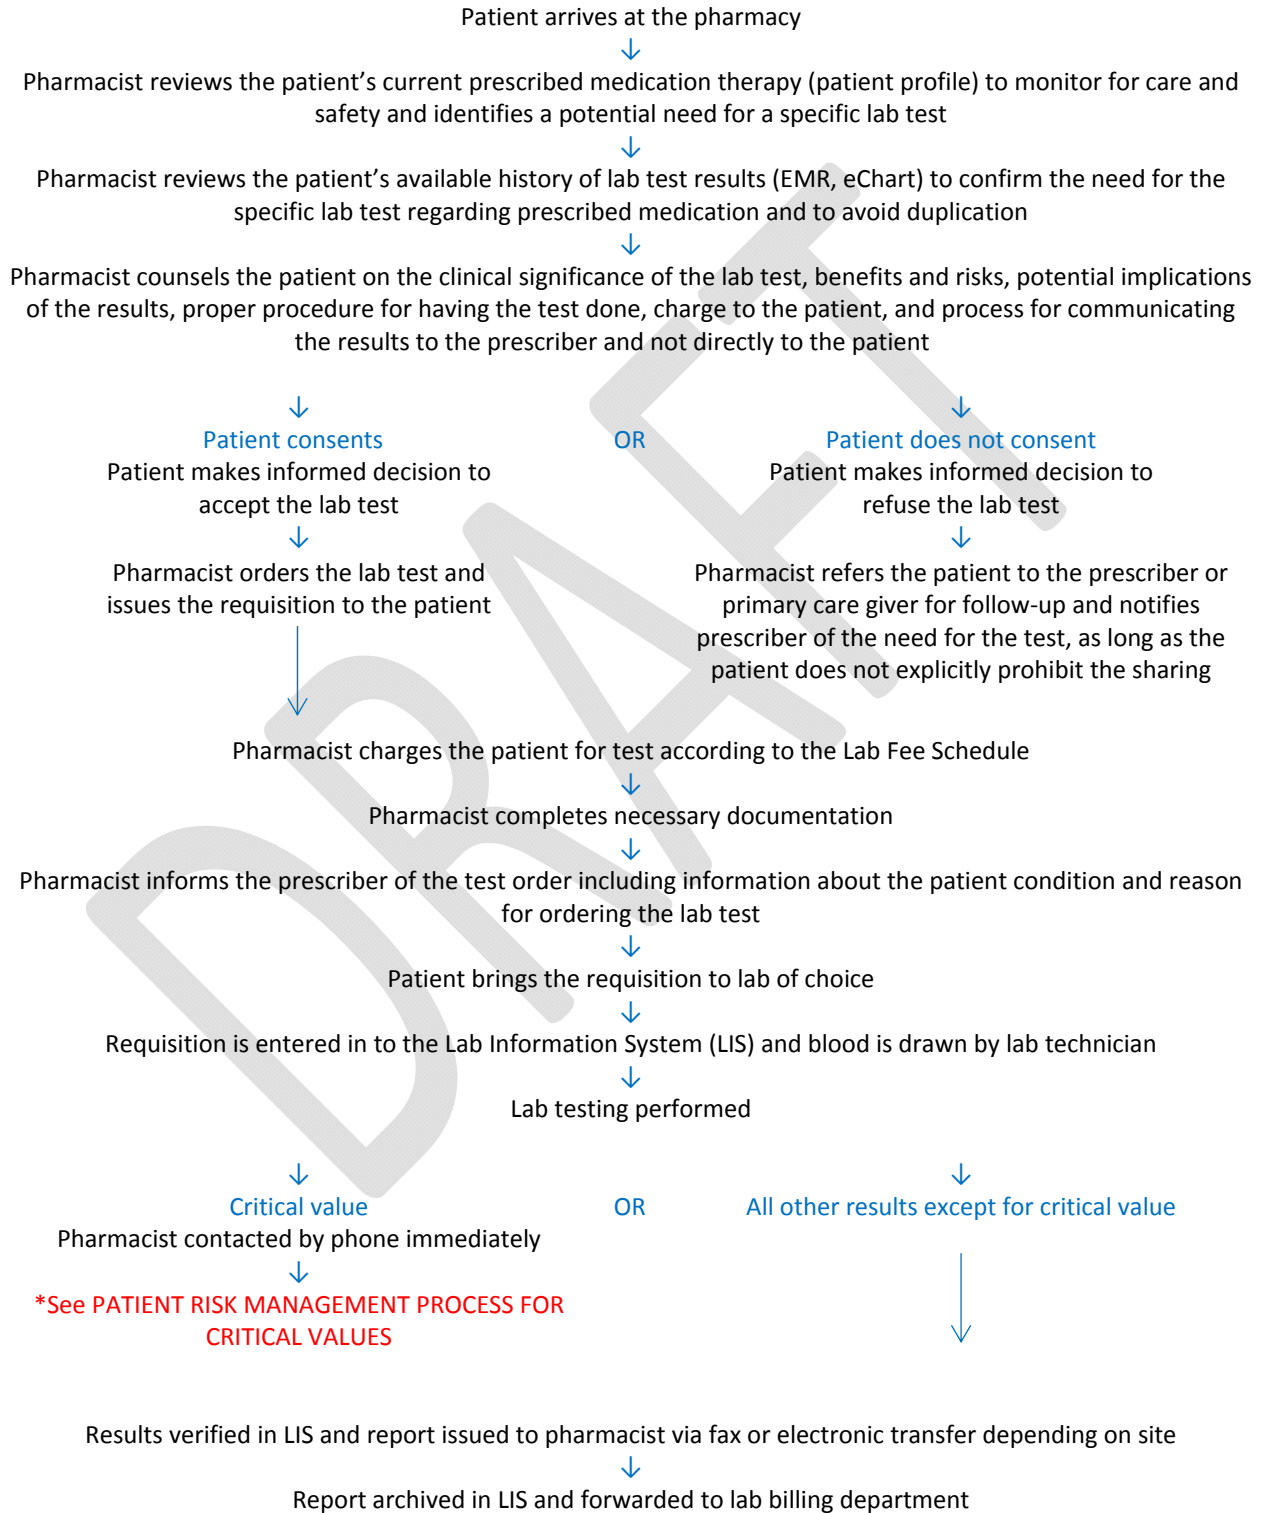 Patient arrives at the pharmacy
↓
Pharmacist reviews the patient’s current prescribed medication therapy (patient profile) to monitor for care and
safety and identifies a potential need for a specific lab test
↓
Pharmacist reviews the patient’s available history of lab test results (EMR, eChart) to confirm the need for the
specific lab test regarding prescribed medication and to avoid duplication
↓
Pharmacist counsels the patient on the clinical significance of the lab test, benefits and risks, potential implications
of the results, proper procedure for having the test done, charge to the patient, and process for communicating
the results to the prescriber and not directly to the patient
↓ ↓
Patient consents OR Patient does not consent
Patient makes informed decision to
accept the lab test
↓
Pharmacist orders the lab test and
issues the requisition to the patient
↓
Patient makes informed decision to
refuse the lab test
↓
Pharmacist refers the patient to the prescriber or
primary care giver for follow-up and notifies
prescriber of the need for the test, as long as the
patient does not explicitly prohibit the sharing
Pharmacist charges the patient for test according to the Lab Fee Schedule
↓
Pharmacist completes necessary documentation
↓
Pharmacist informs the prescriber of the test order including information about the patient condition and reason
for ordering the lab test
↓
Patient brings the requisition to lab of choice
↓
Requisition is entered in to the Lab Information System (LIS) and blood is drawn by lab technician
↓
Lab testing performed
↓ ↓
Critical value OR All other results except for critical value
Pharmacist contacted by phone immediately
↓
*See PATIENT RISK MANAGEMENT PROCESS FOR
CRITICAL VALUES
↓
Results verified in LIS and report issued to pharmacist via fax or electronic transfer depending on site
↓
Report archived in LIS and forwarded to lab billing department
DRAFT